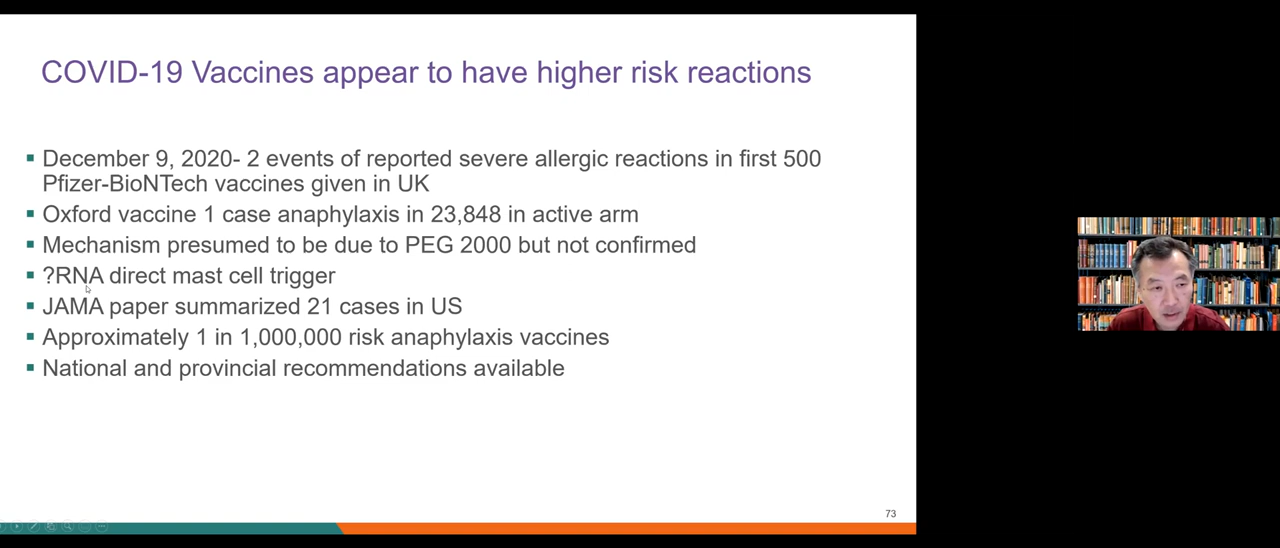 COVID-19 Vaccines appear to have higher risk reactions
▪ December 9, 2020- 2 events of reported severe allergic reactions in first 500
Pfizer-BioNTech vaccines given in UK
▪ Oxford vaccine 1 case anaphylaxis in 23,848 in active arm
▪ Mechanism presumed to be due to PEG 2000 but not confirmed
▪ ?RNA direct mast cell trigger
▪ JAMA paper summarized 21 cases in US
▪ Approximately 1 in 1,000,000 risk anaphylaxis vaccines
▪ National and provincial recommendations available
73